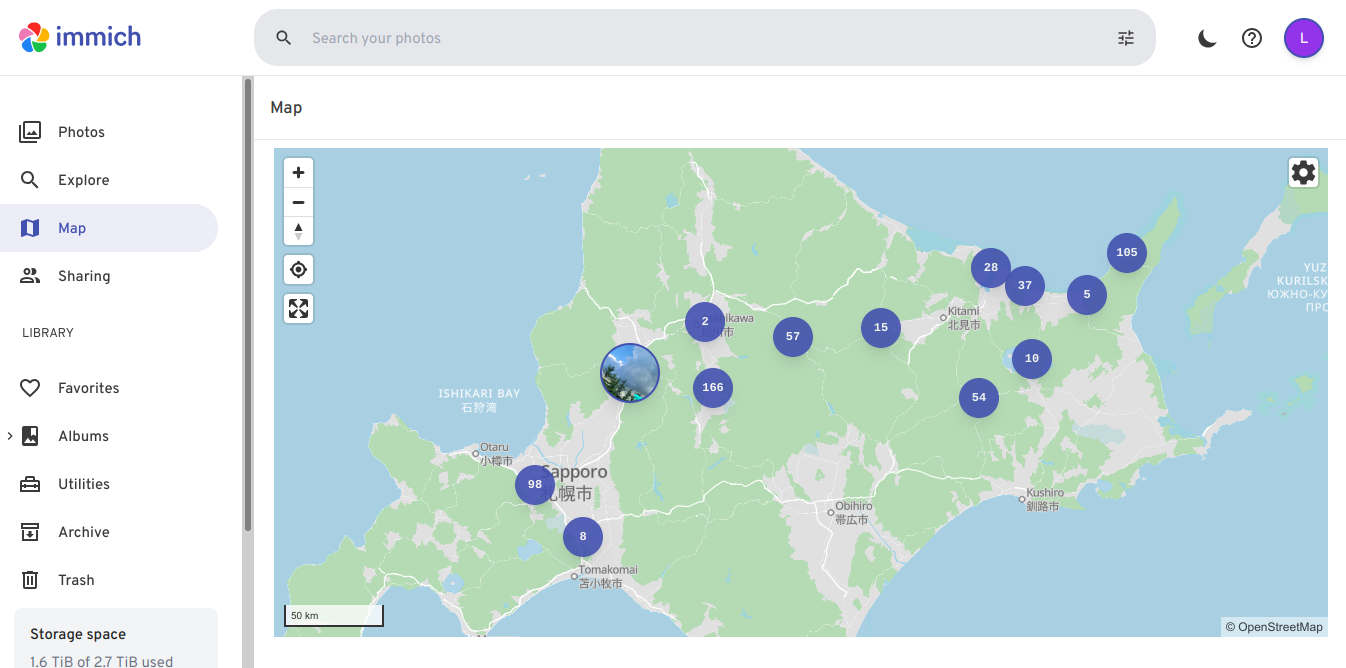 immich
Search your photos
L
Photos
Explore
Map
Sharing
LIBRARY
Favorites
Albums
Utilities
Archive
Trash
Storage space
1.6 TiB of 2.7 TiB used
Map
105
28
37
5
YUZ
KURILSK
ЮЖНО-КУ
ПРО
Kitami
北見市
2
ikawa
市
15
57
10
166
54
ISHIKARI BAY
石狩湾
Otaru
小樽市
Sapporo
札幌市
98
Kushiro
釧路市
Obihiro
帯広市
8
Tomakomai
苫小牧市
50 km
© OpenStreetMap